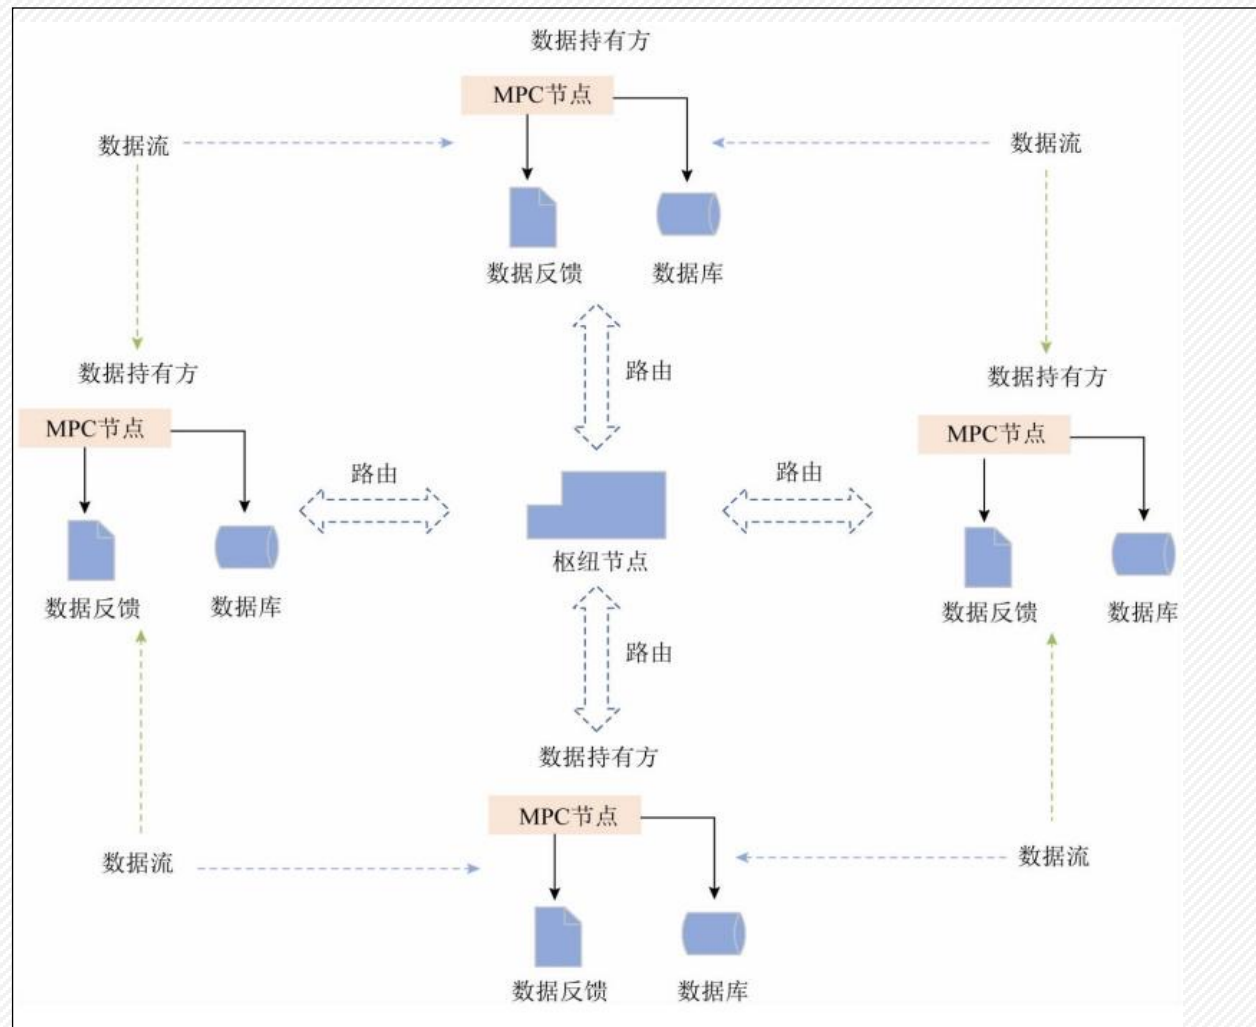 数据持有方
MPC节点
数据流
数据流
数据反馈
数据库
路由
数据持有方
数据持有方
MPC节点
MPC节点
路由
路由
枢纽节点
数据反馈
数据库
数据反馈
数据库
路由
数据持有方
MPC节点
数据流
数据流
数据反馈
数据库